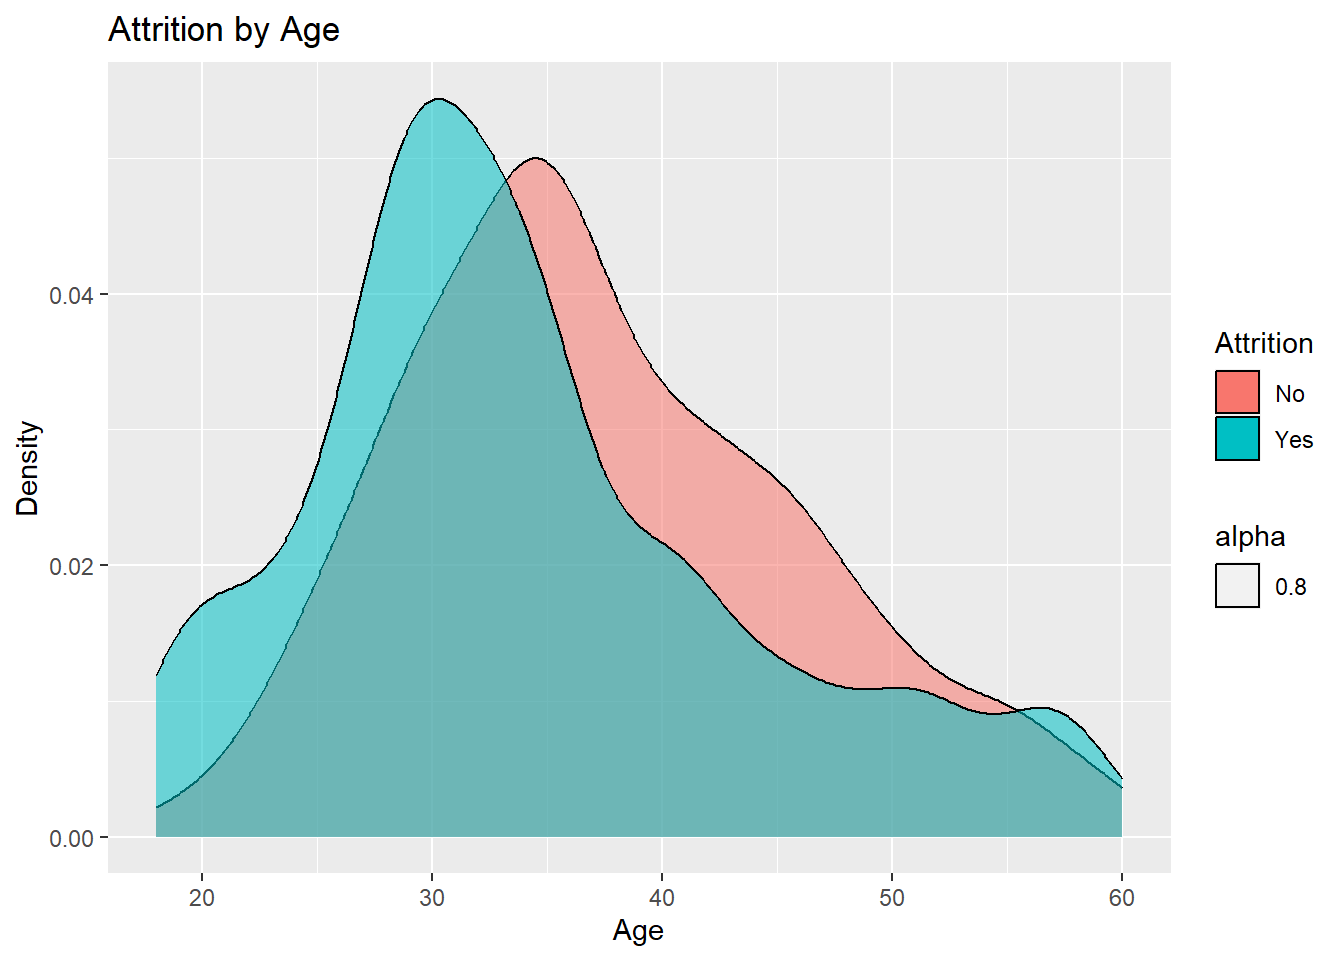 Attrition by Age
Density
0.04
0.02
0.00
20
30
40
50
60
Age
Attrition
No
Yes
alpha
0.8